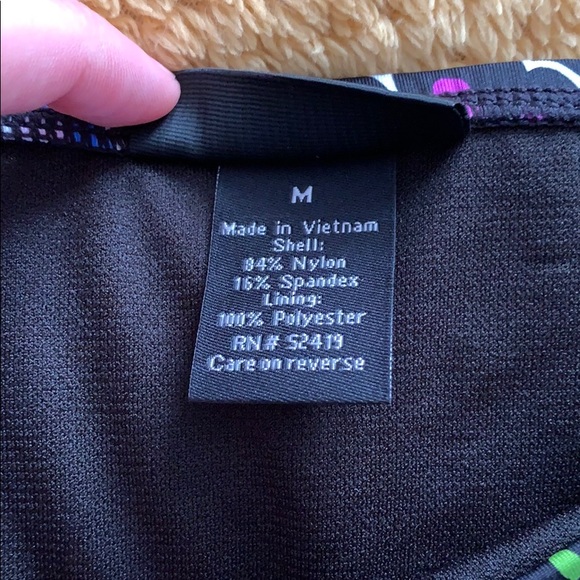 M
Made in Vietnam
Shell:
84% Nylon
16% Spandex
Lining:
100% Polyester
RN# 52419
Care on reverse